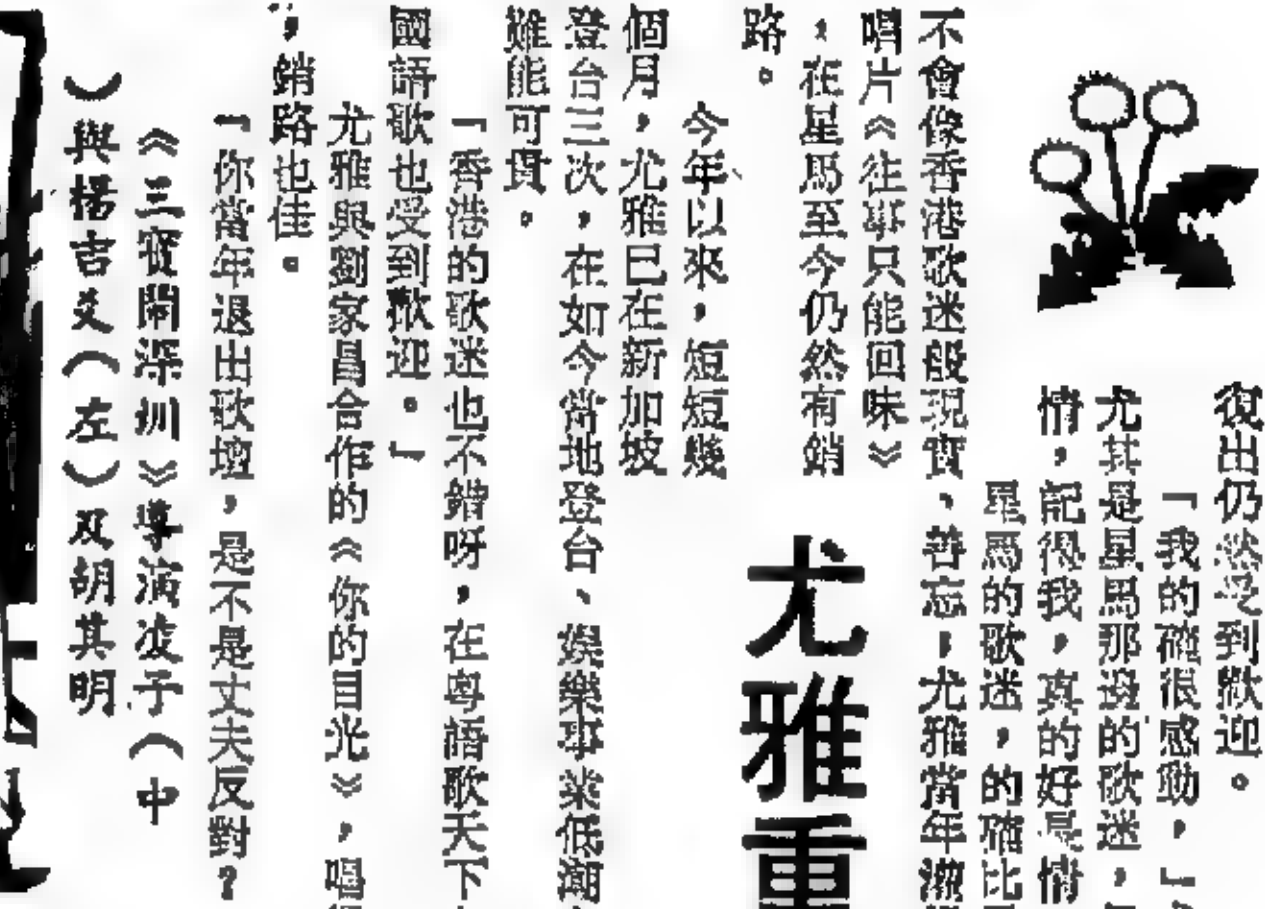 復出仍然受到歡迎。
「我的確很感動,」
尤其是星馬那邊的歌迷,
情,記得我,真的好長情
星馬的歌迷,的確比
不會像香港歌迷般現實、善忘;尤雅當年灌
唱片《往事只能回味》
,在星馬至今仍然有銷
路。
尤雅重
今年以來,短短幾
個月,尤雅已在新加坡
登台三次,在如今當地登台、娛樂事業低潮
難能可貴。
「香港的歌迷也不錯呀,在粵語歌天下
國語歌也受到歡迎。」
尤雅與劉家昌合作的《你的目光》,唱
,銷路也佳。
「你當年退出歌壇,是不是丈夫反對?
《三寶鬧深圳》導演凌子(中
)與楊吉爻(左)及胡其明